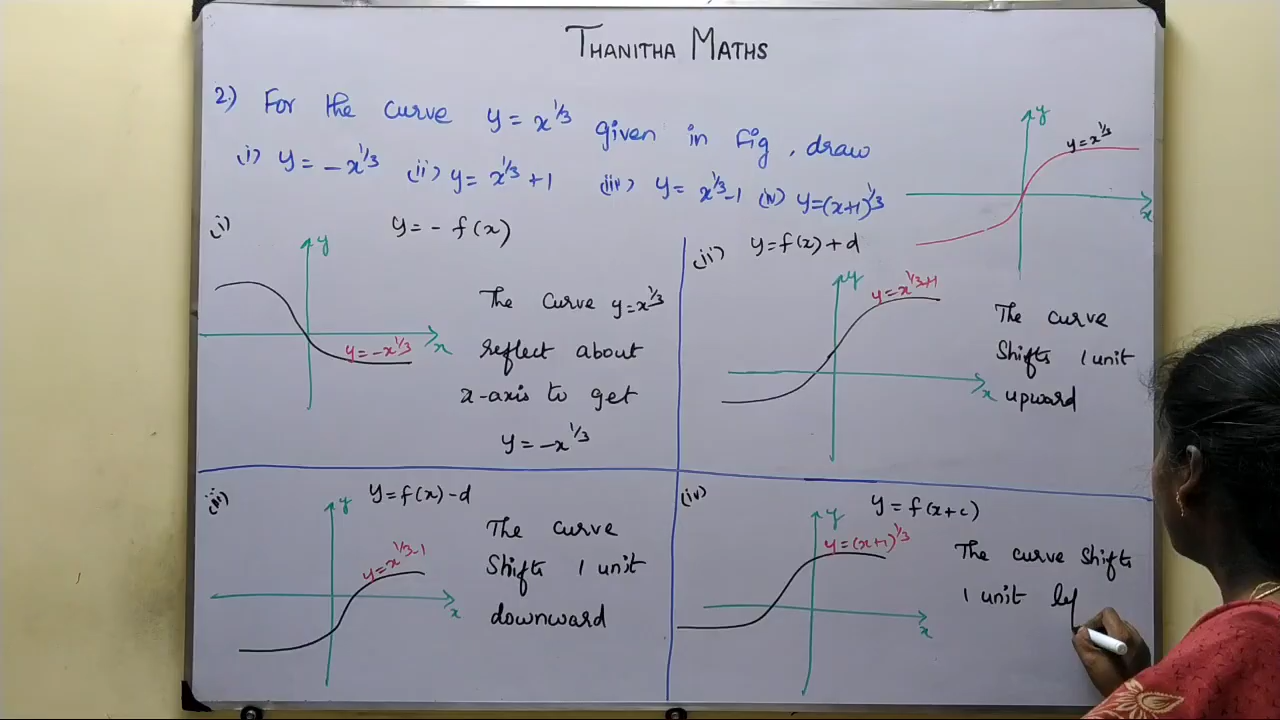 THANITHA MATHS
2.) For the curve y = x^1/3 given in fig, draw
(i) y = -x^1/3 (ii) y = x^1/3 + 1 (iii) y = x^1/3 - 1 (iv) y = (x+1)^1/3
y
y = x^1/3
x
(i)
y = - f(x)
y
y = -x^1/3
x
The curve y = x^1/3
reflect about
x-axis to get
y = -x^1/3
(ii)
y = f(x) + d
y
y = x^1/3 + 1
x
The curve
Shifts 1 unit
upward
(iii)
y = f(x) - d
y
y = x^1/3 - 1
x
The curve
Shifts 1 unit
downward
(iv)
y = f(x+c)
y
y = (x+1)^1/3
x
The curve shifts
1 unit lef